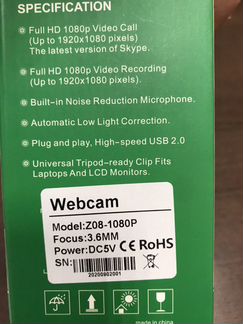 SPECIFICATION
Full HD 1080p Video Call
(Up to 1920x1080 pixels)
The latest version of Skype.
Full HD 1080p Video Recording
(Up to 1920x1080 pixels).
Built-in Noise Reduction Microphone.
Automatic Low Light Correction.
Plug and play, High-speed USB 2.0
Universal Tripod-ready Clip Fits
Laptops And LCD Monitors.
Webcam
Model:Z08-1080P
Focus:3.6MM
Power:DC5V CE RoHS
SN:
20200902001
made in china